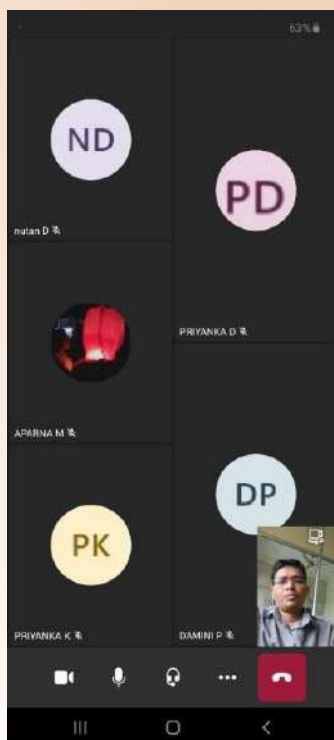 63%
ND
nutan D
PD
PRIYANKA D
APARNA M
PK
PRIYANKA K
DP
DAMINI P